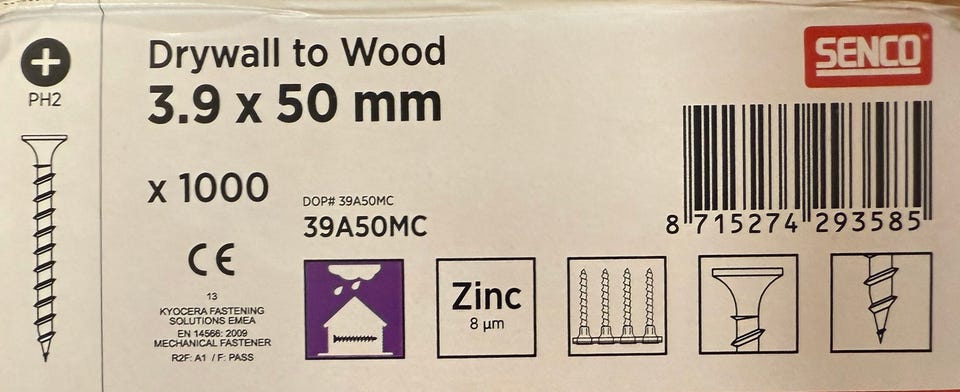 PH2
Drywall to Wood
3.9 x 50 mm
x 1000
DOP# 39A50MC
39A50MC
CE
13
KYOCERA FASTENING
SOLUTIONS EMEA
EN 14566: 2009
MECHANICAL FASTENER
R2F: A1 / F: PASS
SENCO
8 715274 293585
Zinc
8 µm